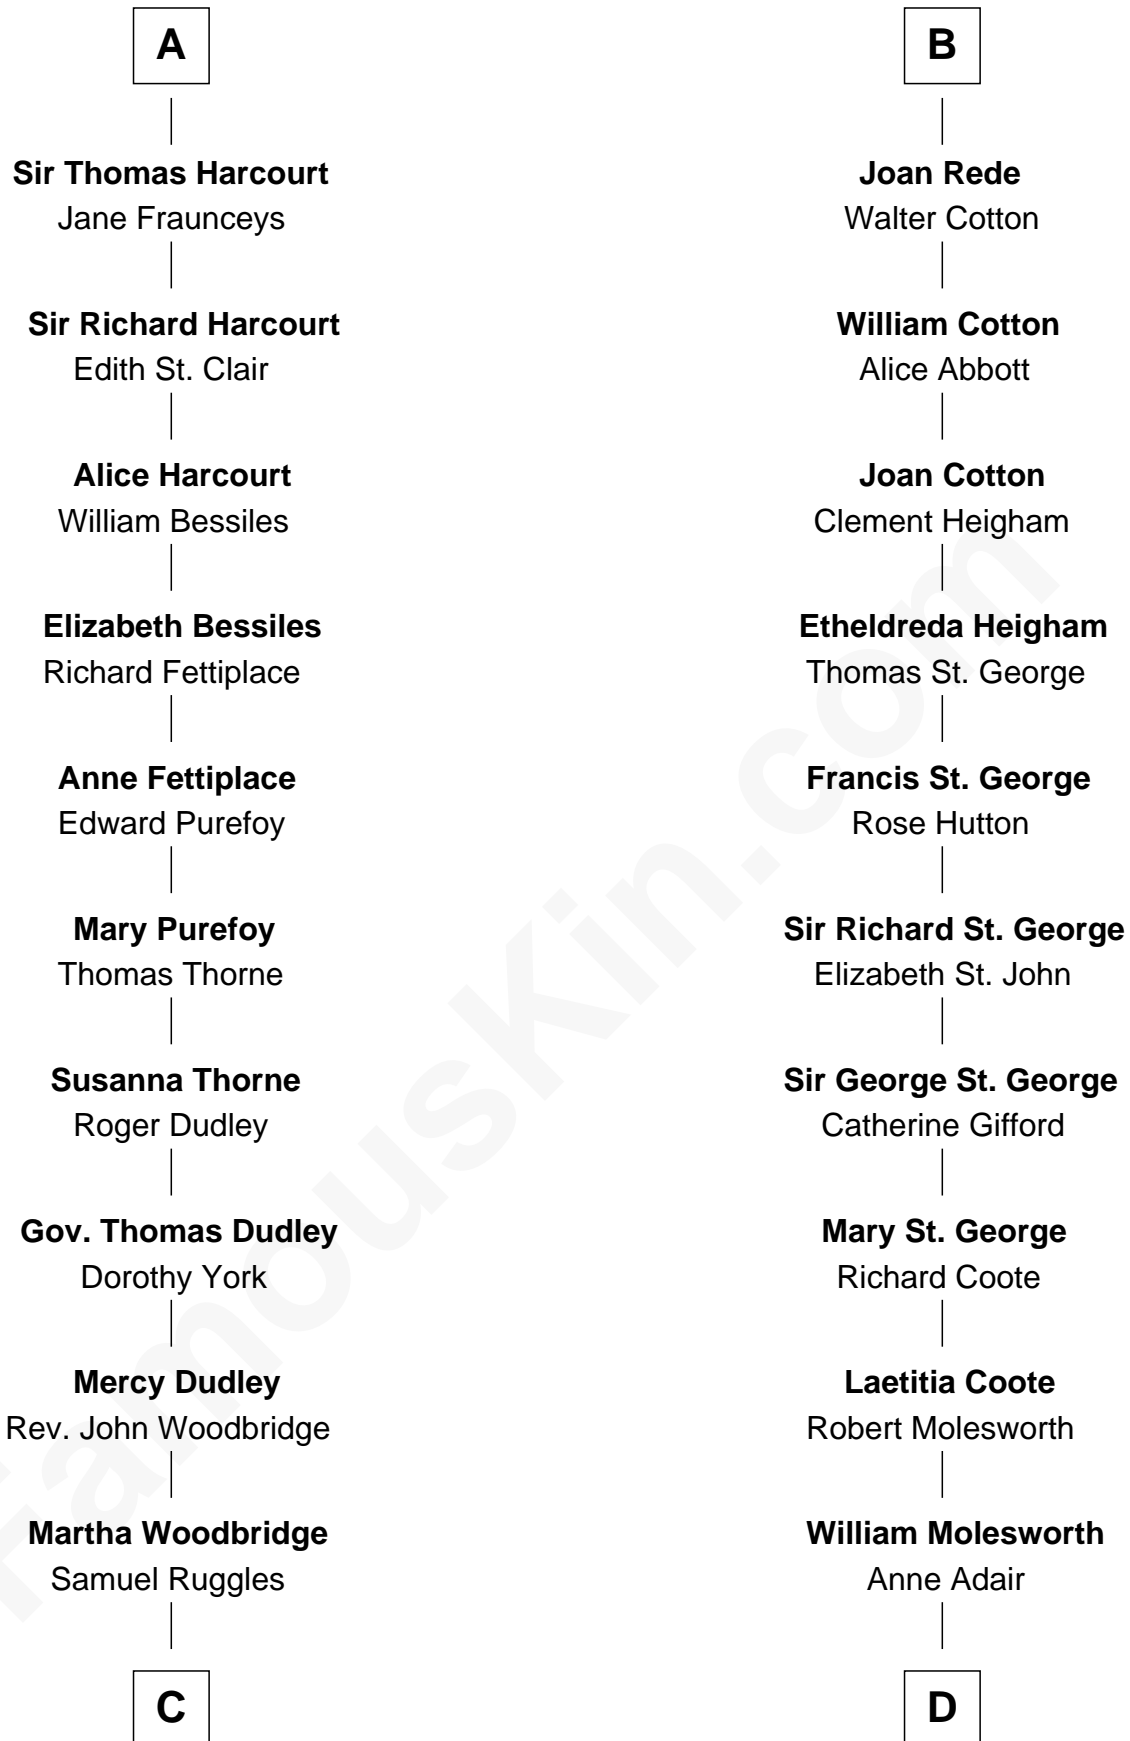 A
Sir Thomas Harcourt
Jane Fraunceys
Sir Richard Harcourt
Edith St. Clair
Alice Harcourt
William Bessiles
Elizabeth Bessiles
Richard Fettiplace
Anne Fettiplace
Edward Purefoy
Mary Purefoy
Thomas Thorne
Susanna Thorne
Roger Dudley
Gov. Thomas Dudley
Dorothy York
Mercy Dudley
Rev. John Woodbridge
Martha Woodbridge
Samuel Ruggles
C
B
Joan Rede
Walter Cotton
William Cotton
Alice Abbott
Joan Cotton
Clement Heigham
Etheldreda Heigham
Thomas St. George
Francis St. George
Rose Hutton
Sir Richard St. George
Elizabeth St. John
Sir George St. George
Catherine Gifford
Mary St. George
Richard Coote
Laetitia Coote
Robert Molesworth
William Molesworth
Anne Adair
D
FamousKin.com